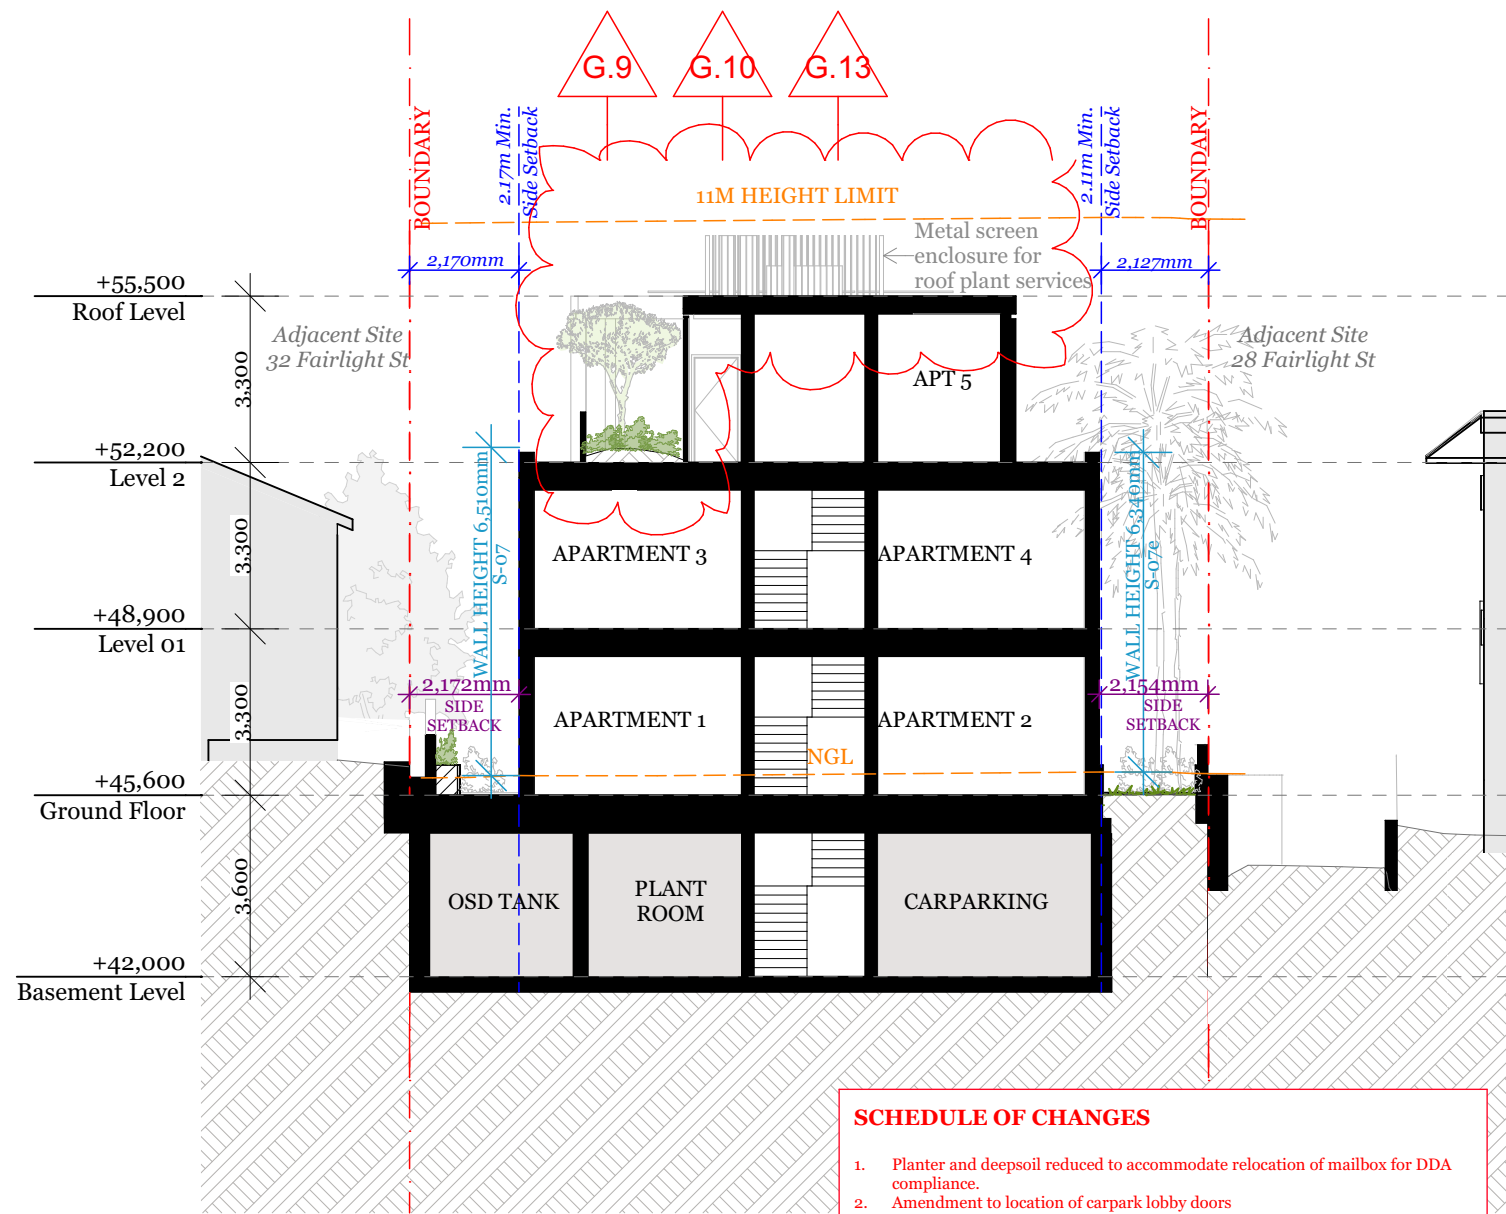 G.9
G.10
G.13
BOUNDARY
2.17m Min.
Side Setback
2.11m Min.
Side Setback
BOUNDARY
11M HEIGHT LIMIT
Metal screen
enclosure for
roof plant services
2,170mm
2,127mm
+55,500
Roof Level
Adjacent Site
32 Fairlight St
Adjacent Site
28 Fairlight St
3,300
APT 5
+52,200
Level 2
WALL HEIGHT 6,510mm
S-07
WALL HEIGHT 6,340mm
S-07e
3,300
APARTMENT 3
APARTMENT 4
+48,900
Level 01
2,172mm
SIDE
SETBACK
2,154mm
SIDE
SETBACK
3,300
APARTMENT 1
APARTMENT 2
NGL
+45,600
Ground Floor
3,600
OSD TANK
PLANT
ROOM
CARPARKING
+42,000
Basement Level
SCHEDULE OF CHANGES
1. Planter and deepsoil reduced to accommodate relocation of mailbox for DDA
compliance.
2. Amendment to location of carpark lobby doors